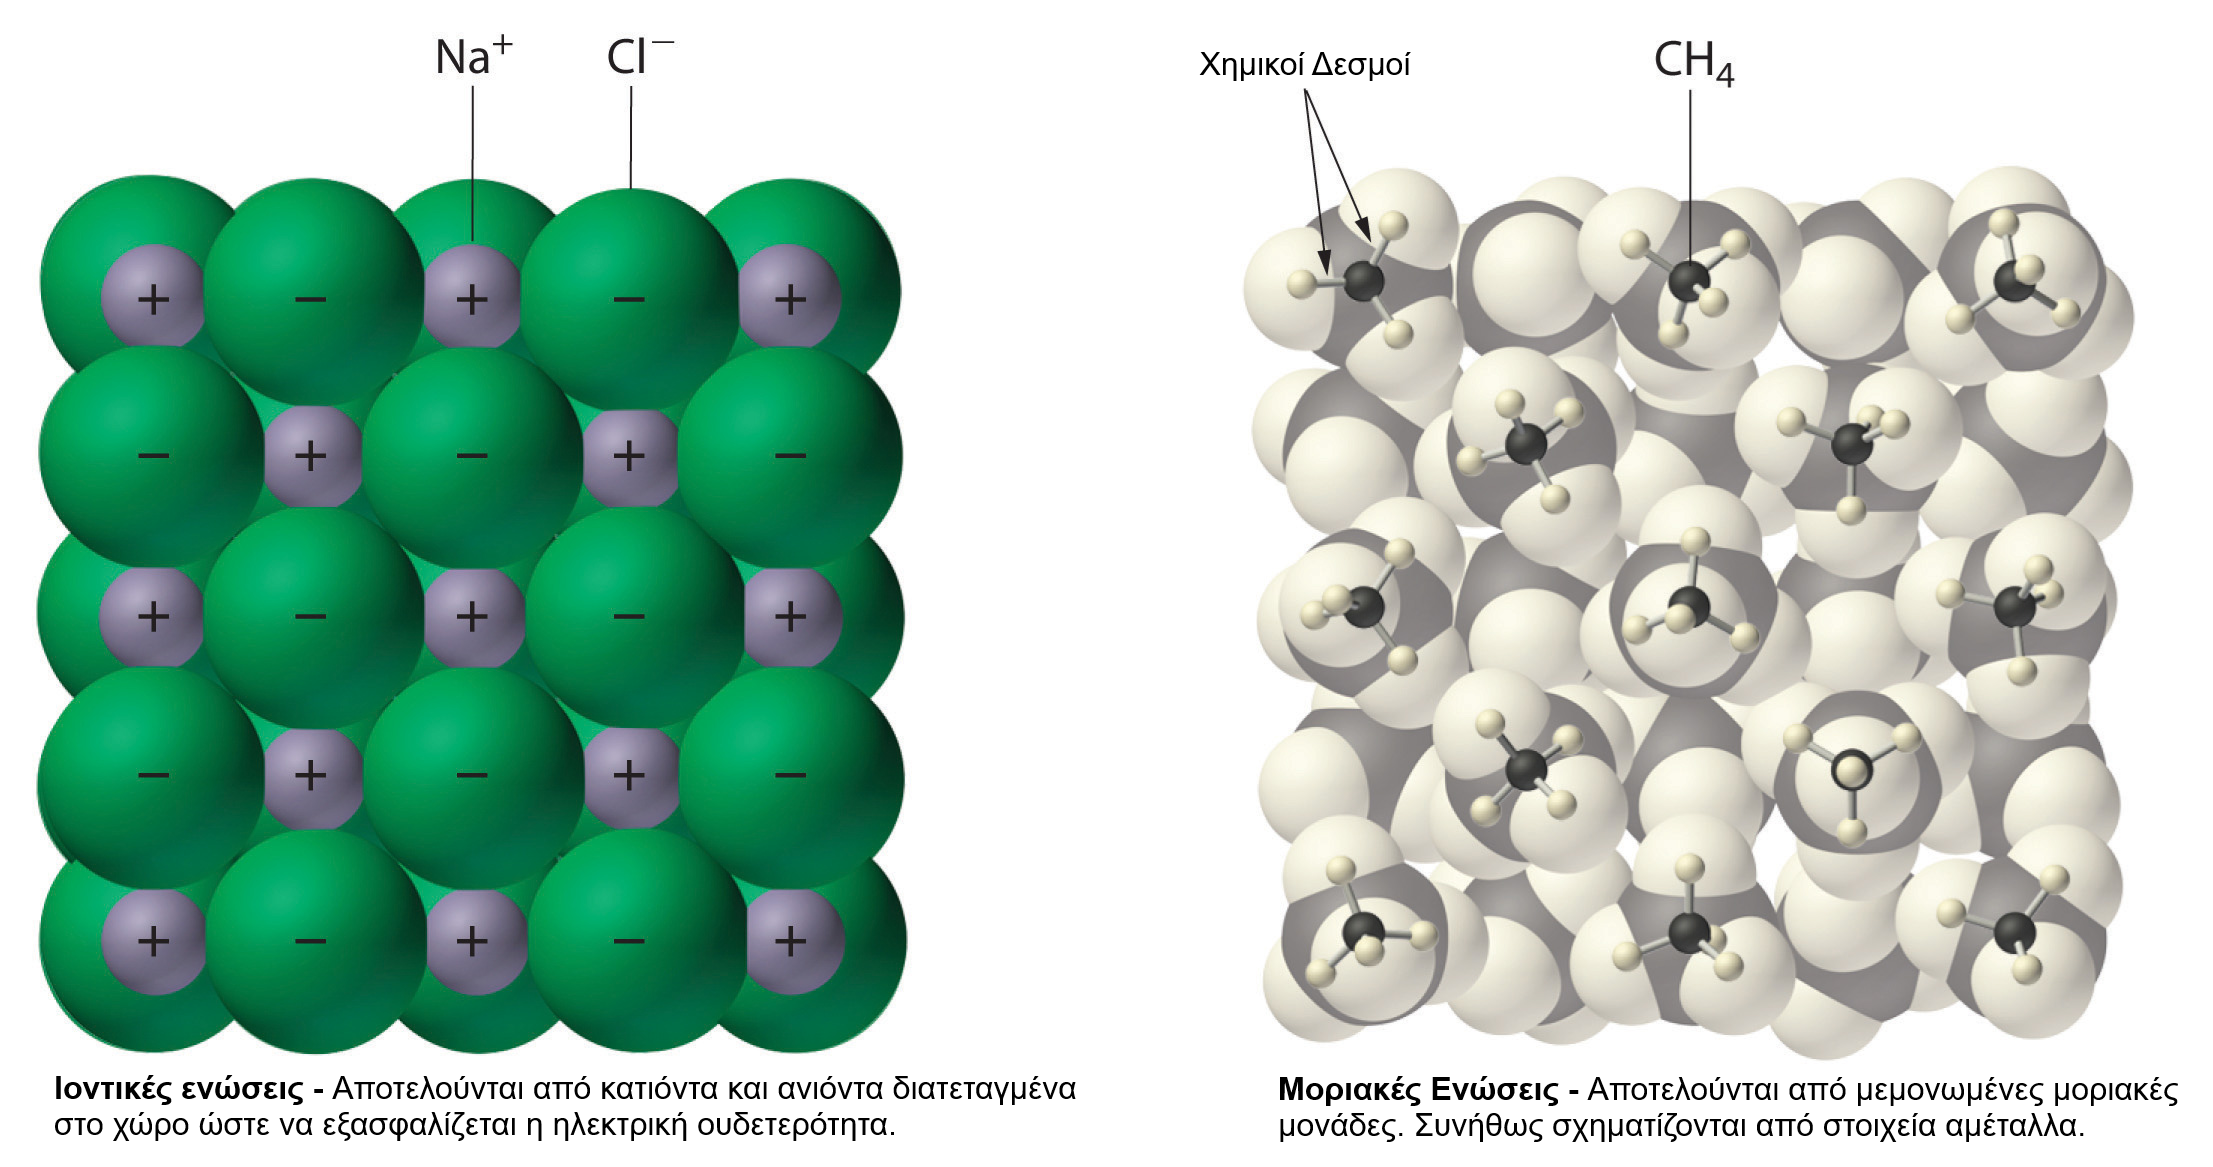 Na⁺ Cl⁻
+ − + − +
− + − + −
+ − + − +
− + − + −
+ − + − +
Ιοντικές ενώσεις - Αποτελούνται από κατιόντα και ανιόντα διατεταγμένα
στο χώρο ώστε να εξασφαλίζεται η ηλεκτρική ουδετερότητα.
Χημικοί Δεσμοί CH₄
Μοριακές Ενώσεις - Αποτελούνται από μεμονωμένες μοριακές
μονάδες. Συνήθως σχηματίζονται από στοιχεία αμέταλλα.